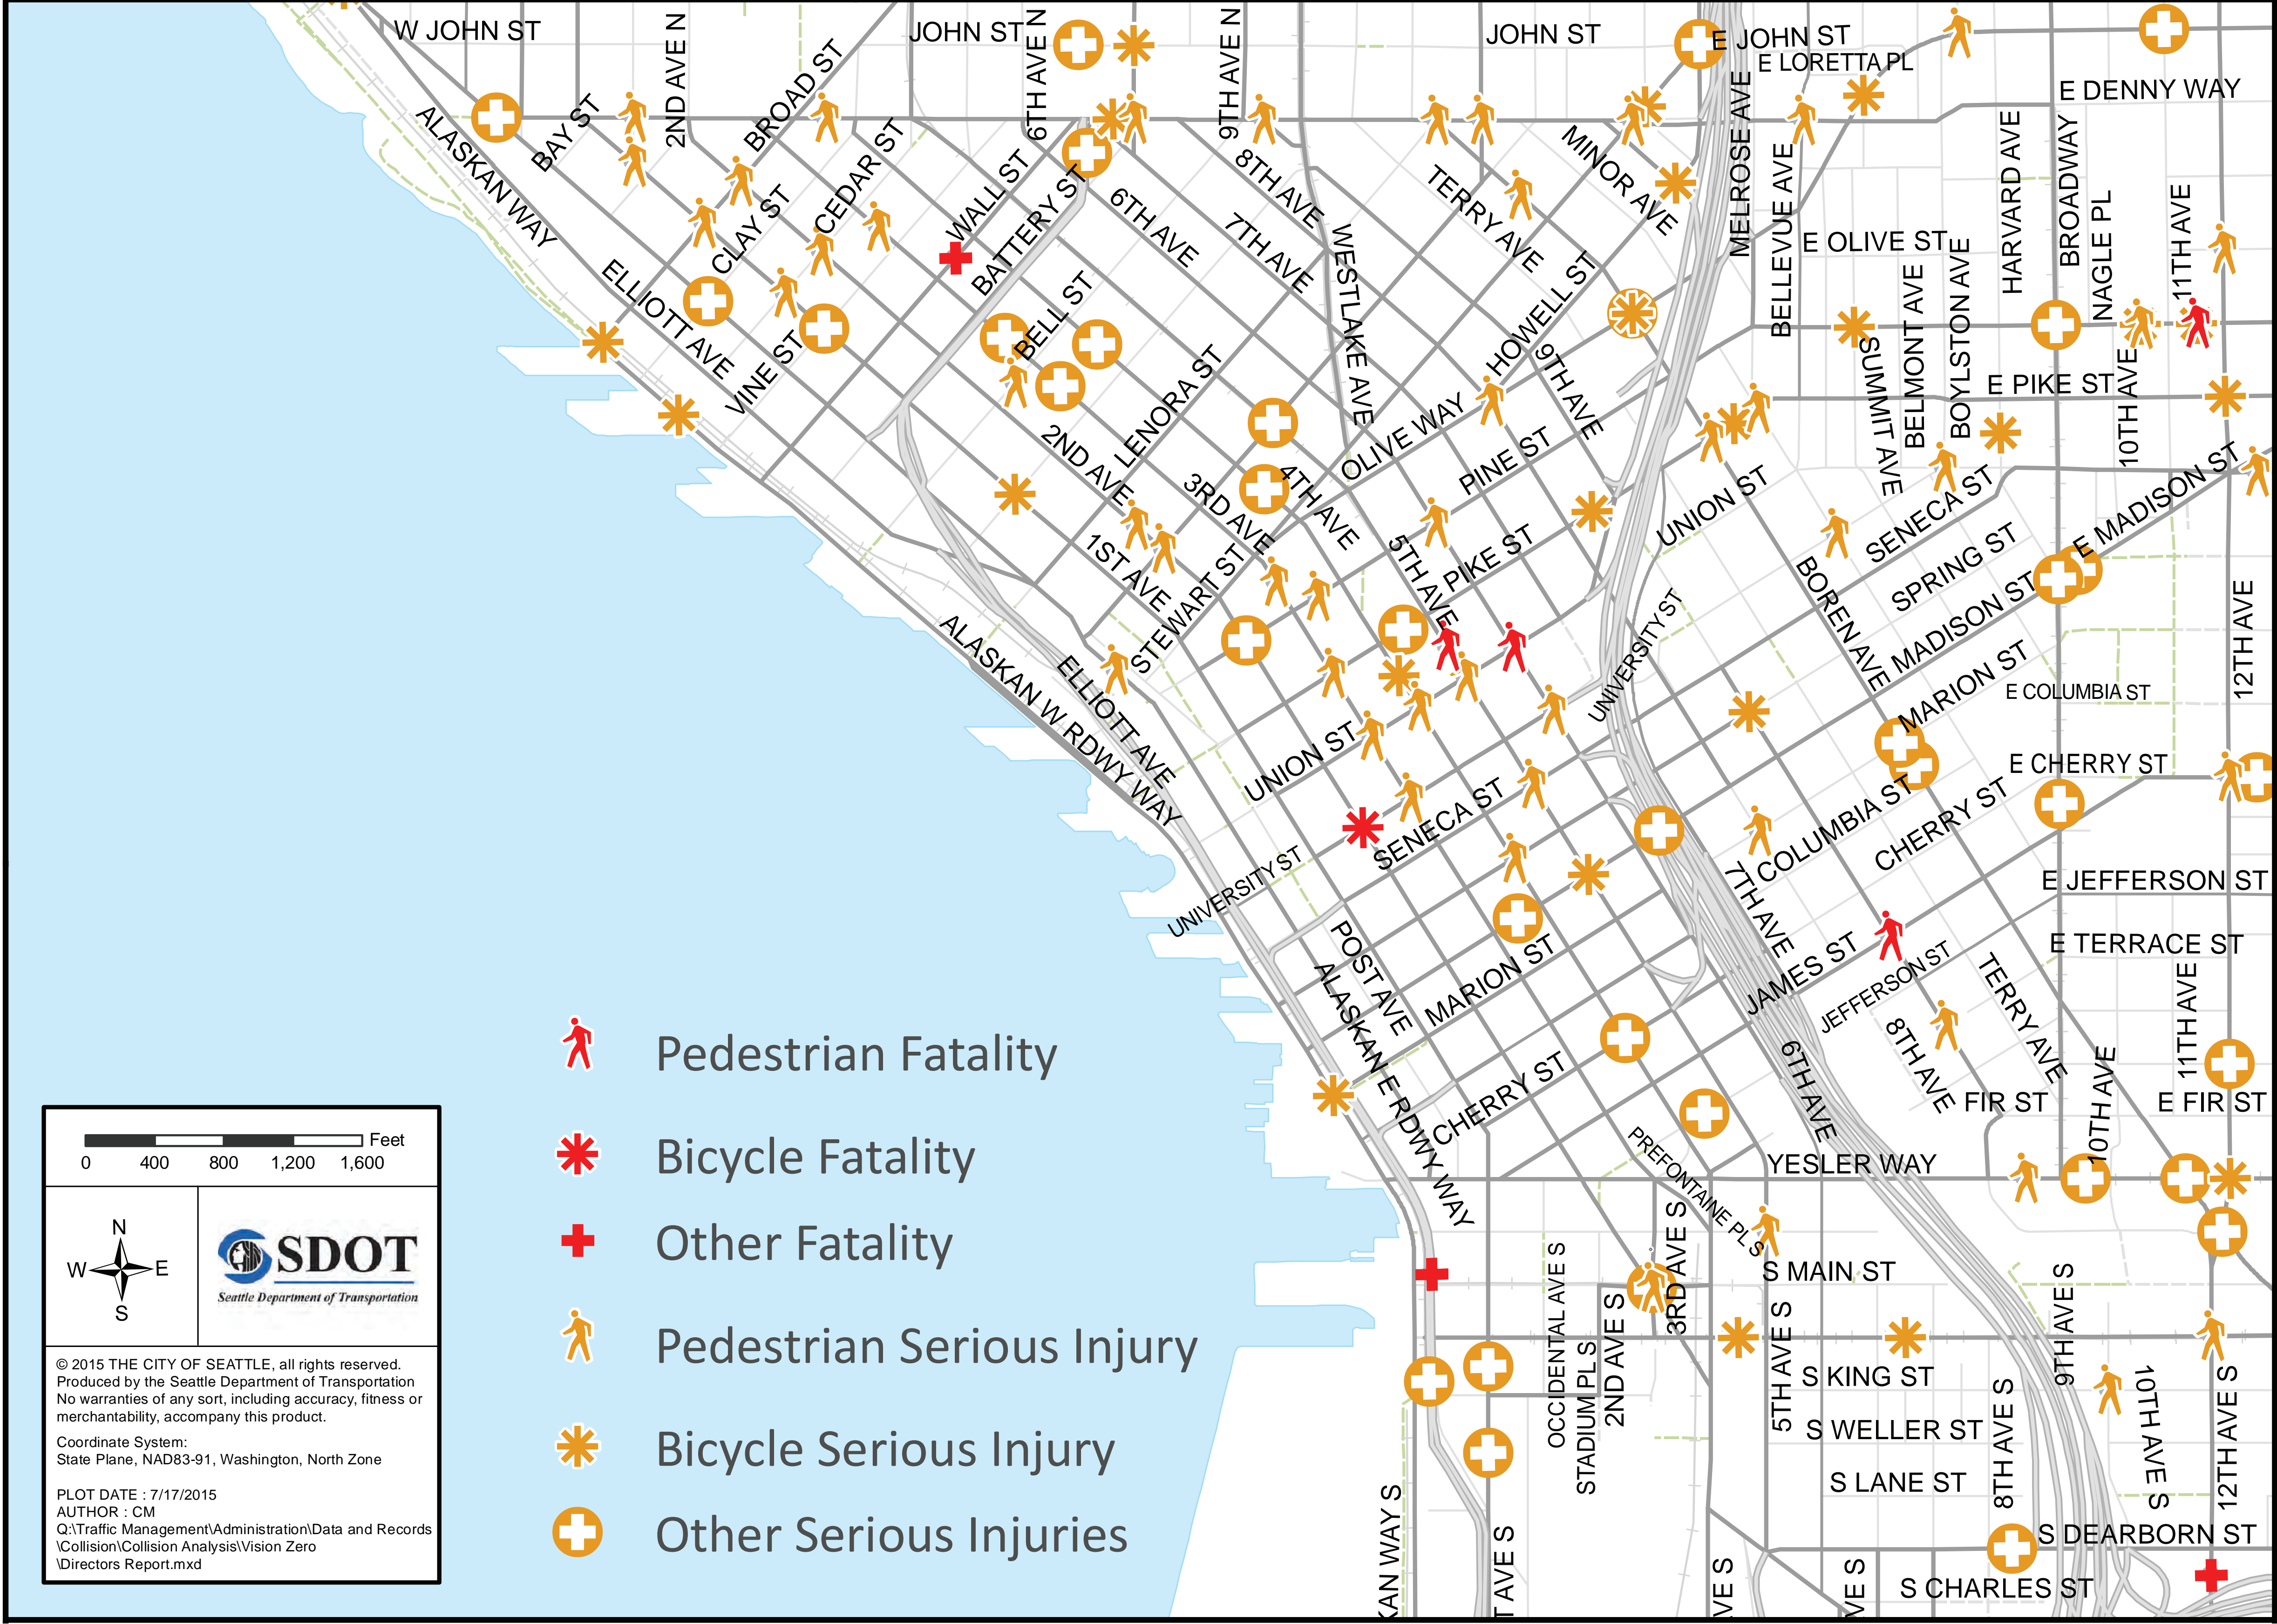 W JOHN ST
JOHN ST
JOHN ST
E JOHN ST
E LORETTA PL
E DENNY WAY
2ND AVE N
6TH AVE N
9TH AVE N
BROAD ST
BAY ST
ALASKAN WAY
CEDAR ST
CLAY ST
WALL ST
BATTERY ST
6TH AVE
7TH AVE
8TH AVE
WESTLAKE AVE
TERRY AVE
MINOR AVE
MELROSE AVE
BELLEVUE AVE
HARVARD AVE
BROADWAY
NAGLE PL
11TH AVE
E OLIVE ST
BELMONT AVE
BOYLSTON AVE
SUMMIT AVE
E PIKE ST
10TH AVE
ELLIOTT AVE
VINE ST
BELL ST
LENORA ST
2ND AVE
3RD AVE
4TH AVE
OLIVE WAY
HOWELL ST
9TH AVE
PINE ST
PIKE ST
5TH AVE
1ST AVE
STEWART ST
UNION ST
SENECA ST
SPRING ST
E MADISON ST
MADISON ST
BOREN AVE
MARION ST
UNIVERSITY ST
E COLUMBIA ST
12TH AVE
E CHERRY ST
ALASKAN W RDWY WAY
ELLIOTT AVE
UNION ST
SENECA ST
UNIVERSITY ST
COLUMBIA ST
CHERRY ST
7TH AVE
E JEFFERSON ST
E TERRACE ST
JAMES ST
JEFFERSON ST
TERRY AVE
8TH AVE
11TH AVE
10TH AVE
FIR ST
E FIR ST
POST AVE
MARION ST
ALASKAN E RDWY WAY
CHERRY ST
6TH AVE
PREFONTAINE PL S
YESLER WAY
3RD AVE S
S MAIN ST
OCCIDENTAL AVE S
STADIUM PL S
2ND AVE S
5TH AVE S
S KING ST
S WELLER ST
S LANE ST
8TH AVE S
9TH AVE S
10TH AVE S
12TH AVE S
S DEARBORN ST
S CHARLES ST
KAN WAY S
T AVE S
VE S
VE S
Pedestrian Fatality
Bicycle Fatality
Other Fatality
Pedestrian Serious Injury
Bicycle Serious Injury
Other Serious Injuries
Feet
0 400 800 1,200 1,600
N
W E
S
SDOT
Seattle Department of Transportation
© 2015 THE CITY OF SEATTLE, all rights reserved.
Produced by the Seattle Department of Transportation
No warranties of any sort, including accuracy, fitness or
merchantability, accompany this product.
Coordinate System:
State Plane, NAD83-91, Washington, North Zone
PLOT DATE : 7/17/2015
AUTHOR : CM
Q:\Traffic Management\Administration\Data and Records
\Collision\Collision Analysis\Vision Zero
\Directors Report.mxd